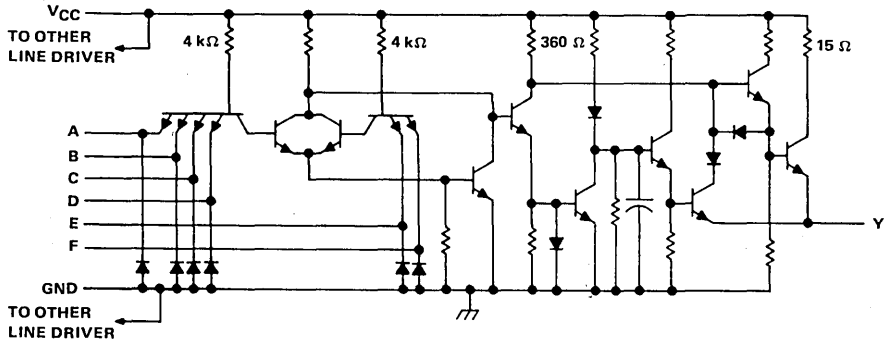 VCC
TO OTHER
LINE DRIVER
4 kΩ
4 kΩ
360 Ω
15 Ω
A
B
C
D
E
F
Y
GND
TO OTHER
LINE DRIVER